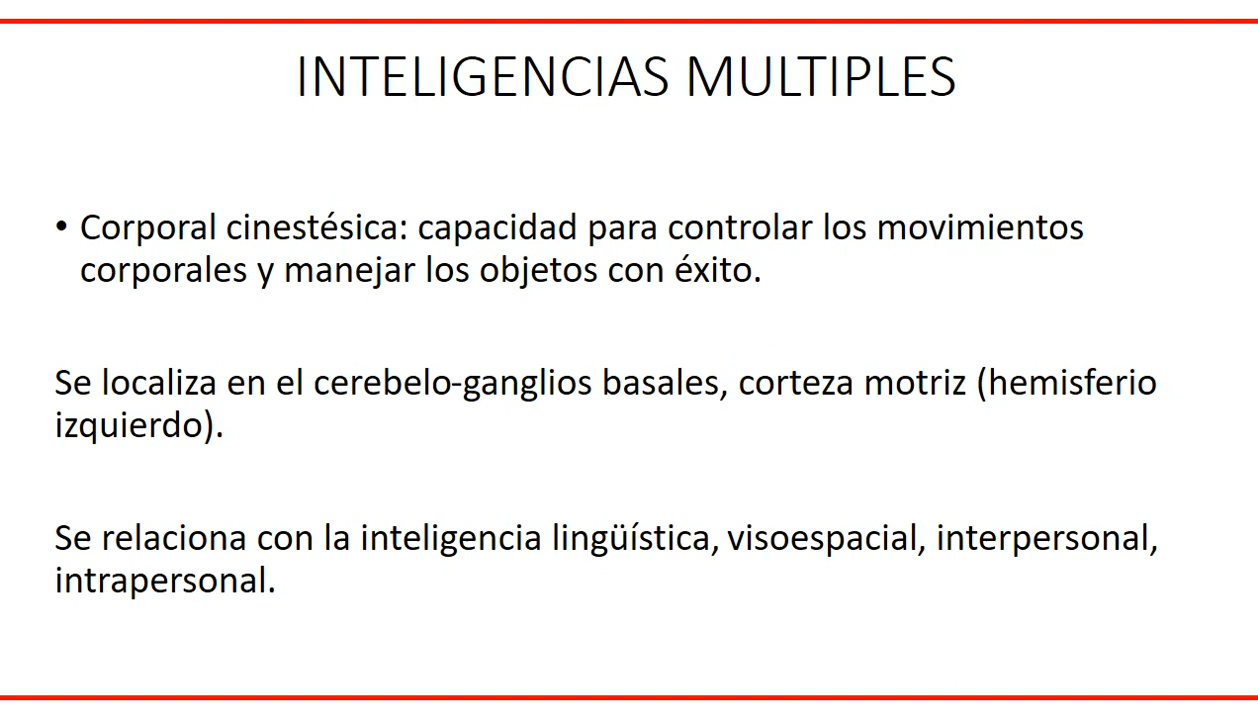 INTELIGENCIAS MULTIPLES
• Corporal cinestésica: capacidad para controlar los movimientos
corporales y manejar los objetos con éxito.
Se localiza en el cerebelo-ganglios basales, corteza motriz (hemisferio
izquierdo).
Se relaciona con la inteligencia lingüística, visoespacial, interpersonal,
intrapersonal.